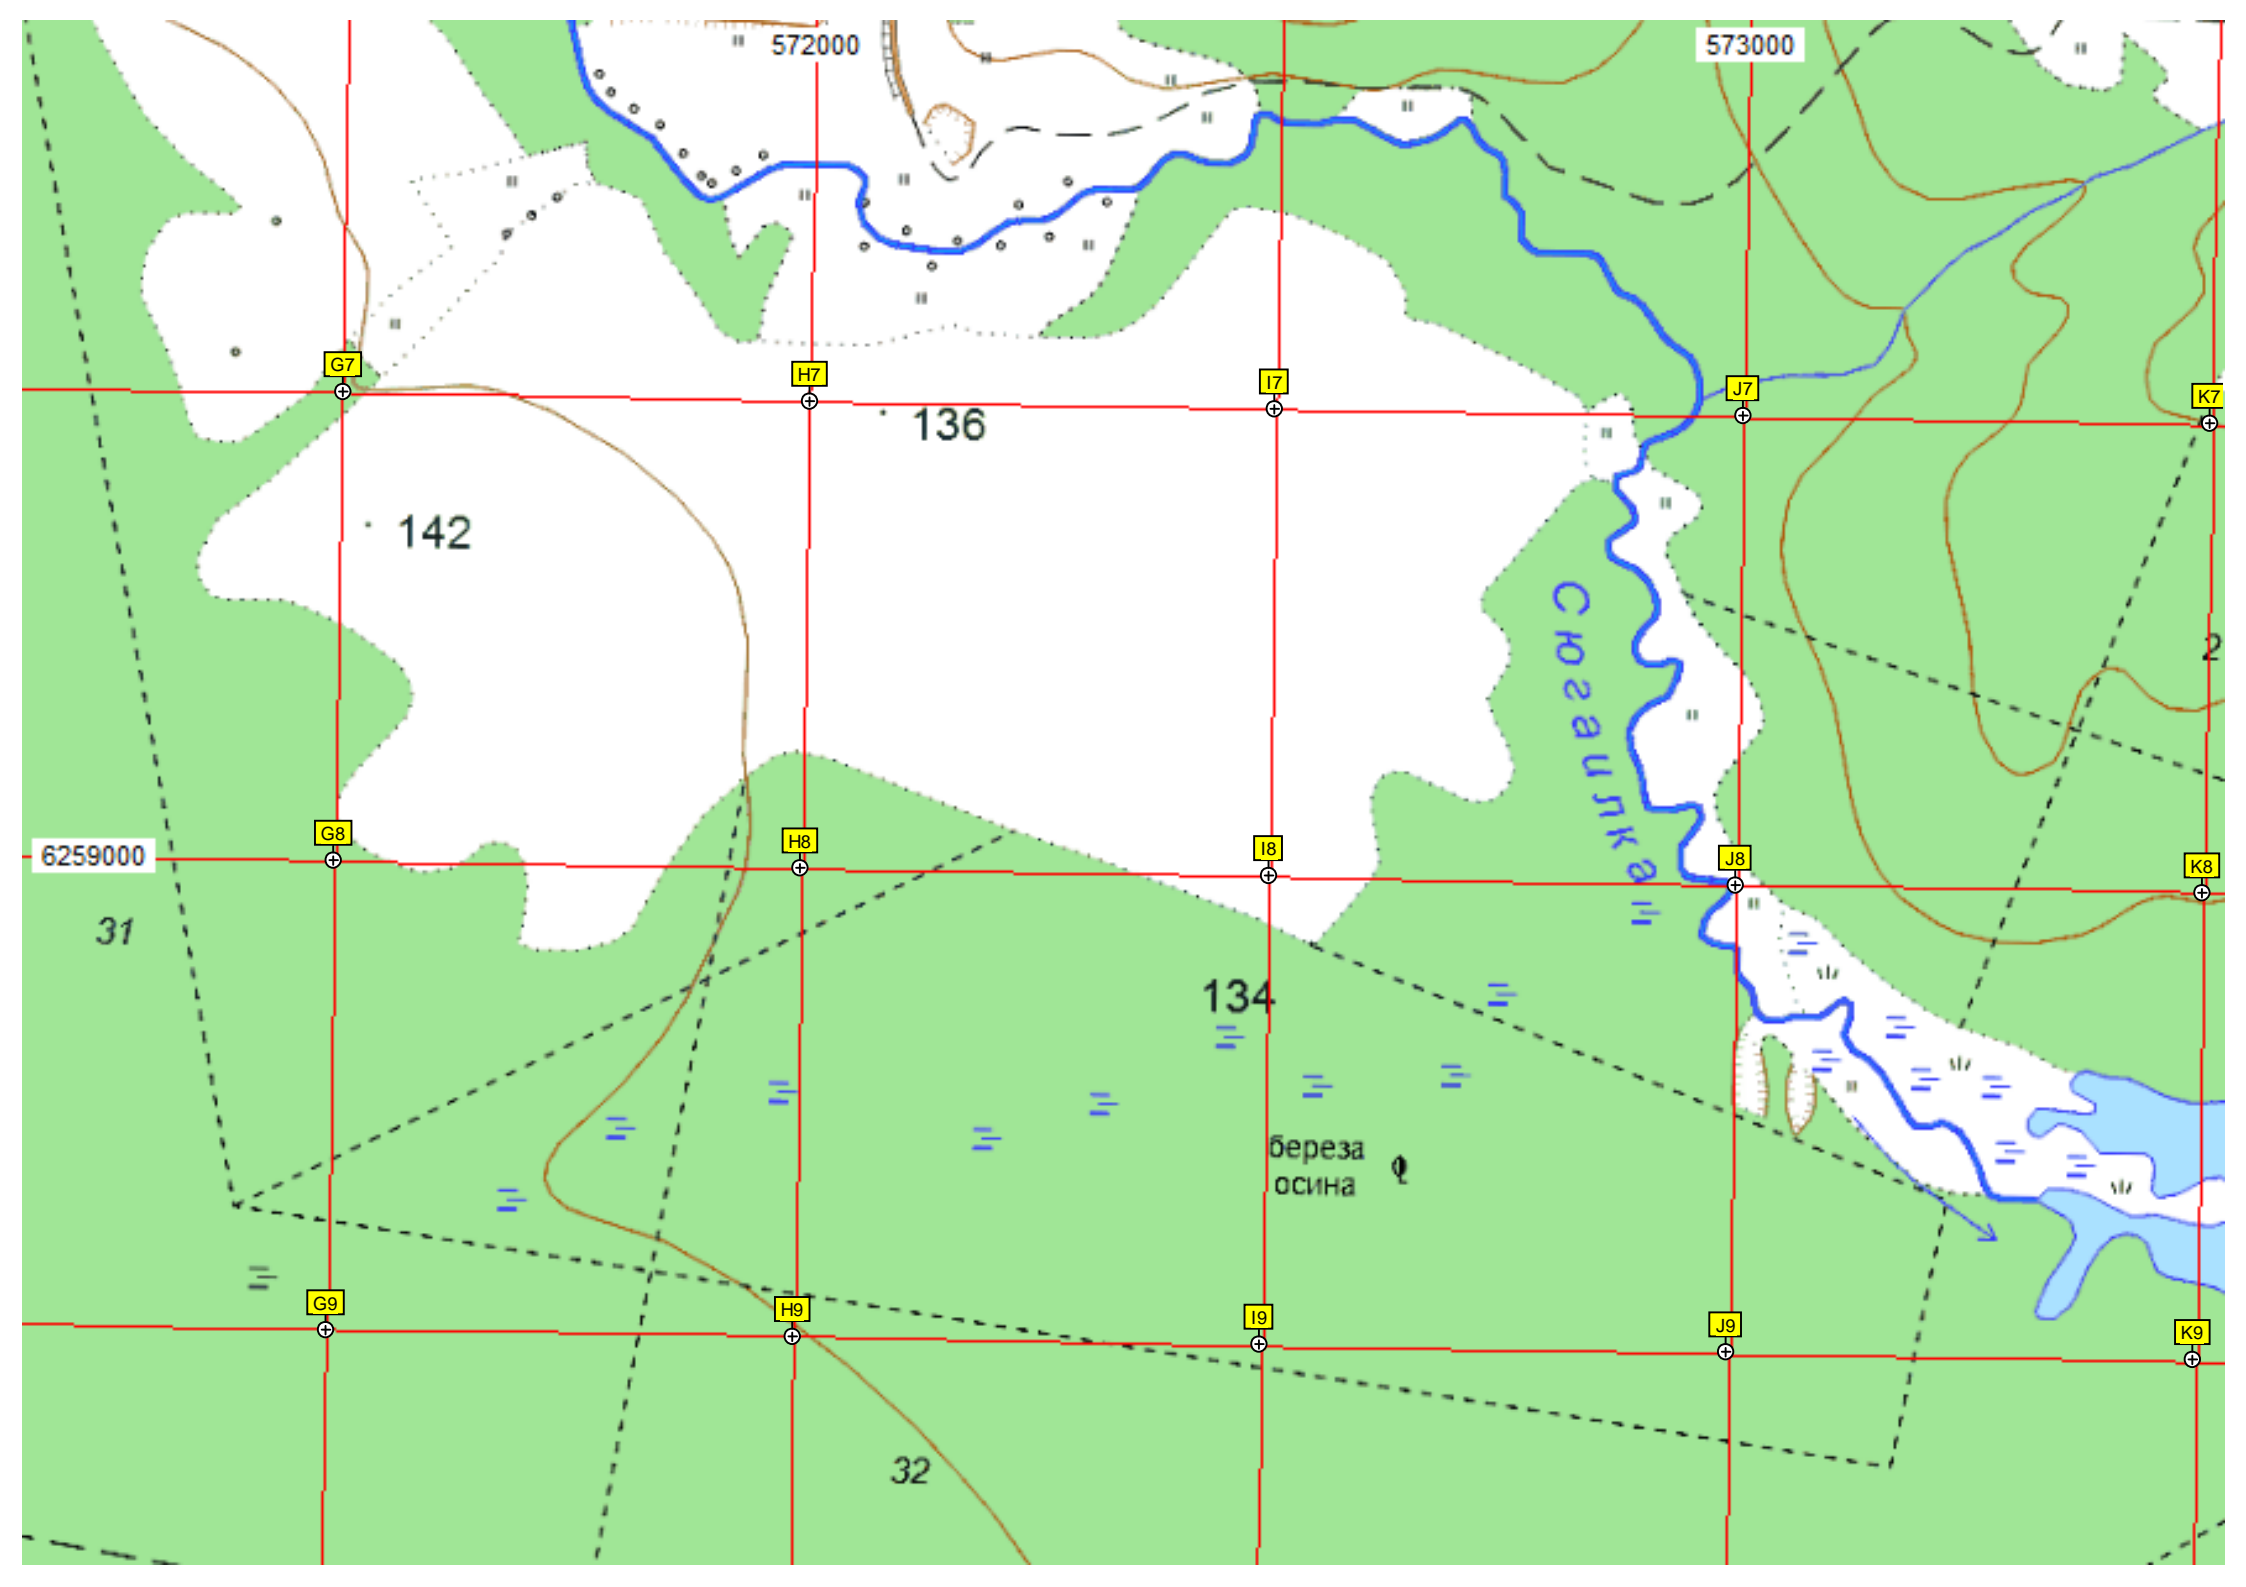 572000
573000
G7
H7
I7
J7
K7
136
142
Сюгаилка
2
G8
H8
I8
J8
K8
6259000
31
134
береза
осина
G9
H9
I9
J9
K9
32